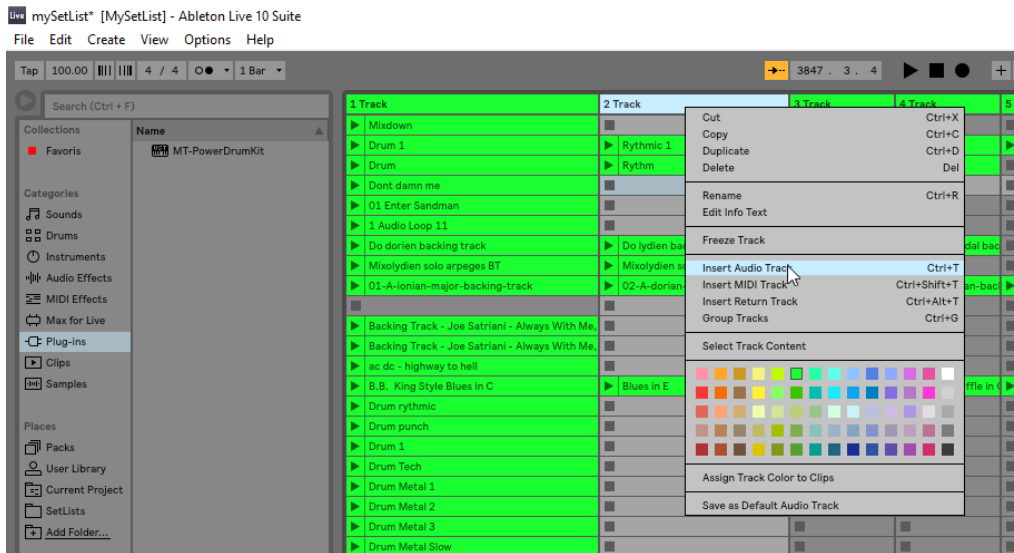 Live mySetList* [MySetList] - Ableton Live 10 Suite
File Edit Create View Options Help
Tap 100.00 4 / 4 1 Bar 3847 . 3 . 4
Search (Ctrl + F)
Collections
Favoris
Categories
Sounds
Drums
Instruments
Audio Effects
MIDI Effects
Max for Live
Plug-ins
Clips
Samples
Places
Packs
User Library
Current Project
SetLists
Add Folder...
Name
MT-PowerDrumKit
1 Track 2 Track 3 Track 4 Track 5
Mixdown
Drum 1 Rythmic 1
Drum Rythm
Dont damn me
01 Enter Sandman
1 Audio Loop 11
Do dorien backing track Do lydien ba dal bac
Mixolydien solo arpeges BT Mixolydien s
01-A-ionian-major-backing-track 02-A-dorian- an-bac
Backing Track - Joe Satriani - Always With Me,
Backing Track - Joe Satriani - Always With Me,
ac dc - highway to hell
B.B. King Style Blues in C Blues in E ffle in
Drum rythmic
Drum punch
Drum 1
Drum Tech
Drum Metal 1
Drum Metal 2
Drum Metal 3
Drum Metal Slow
Cut Ctrl+X
Copy Ctrl+C
Duplicate Ctrl+D
Delete Del
Rename Ctrl+R
Edit Info Text
Freeze Track
Insert Audio Track Ctrl+T
Insert MIDI Track Ctrl+Shift+T
Insert Return Track Ctrl+Alt+T
Group Tracks Ctrl+G
Select Track Content
Assign Track Color to Clips
Save as Default Audio Track